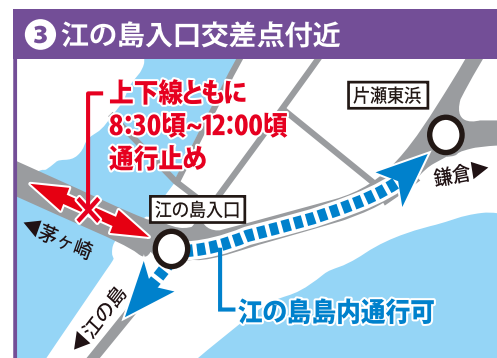 ❸江の島入口交差点付近
上下線ともに
8:30頃~12:00頃
通行止め
片瀬東浜
鎌倉▶
江の島入口
◀茅ヶ崎
◀江の島
江の島島内通行可